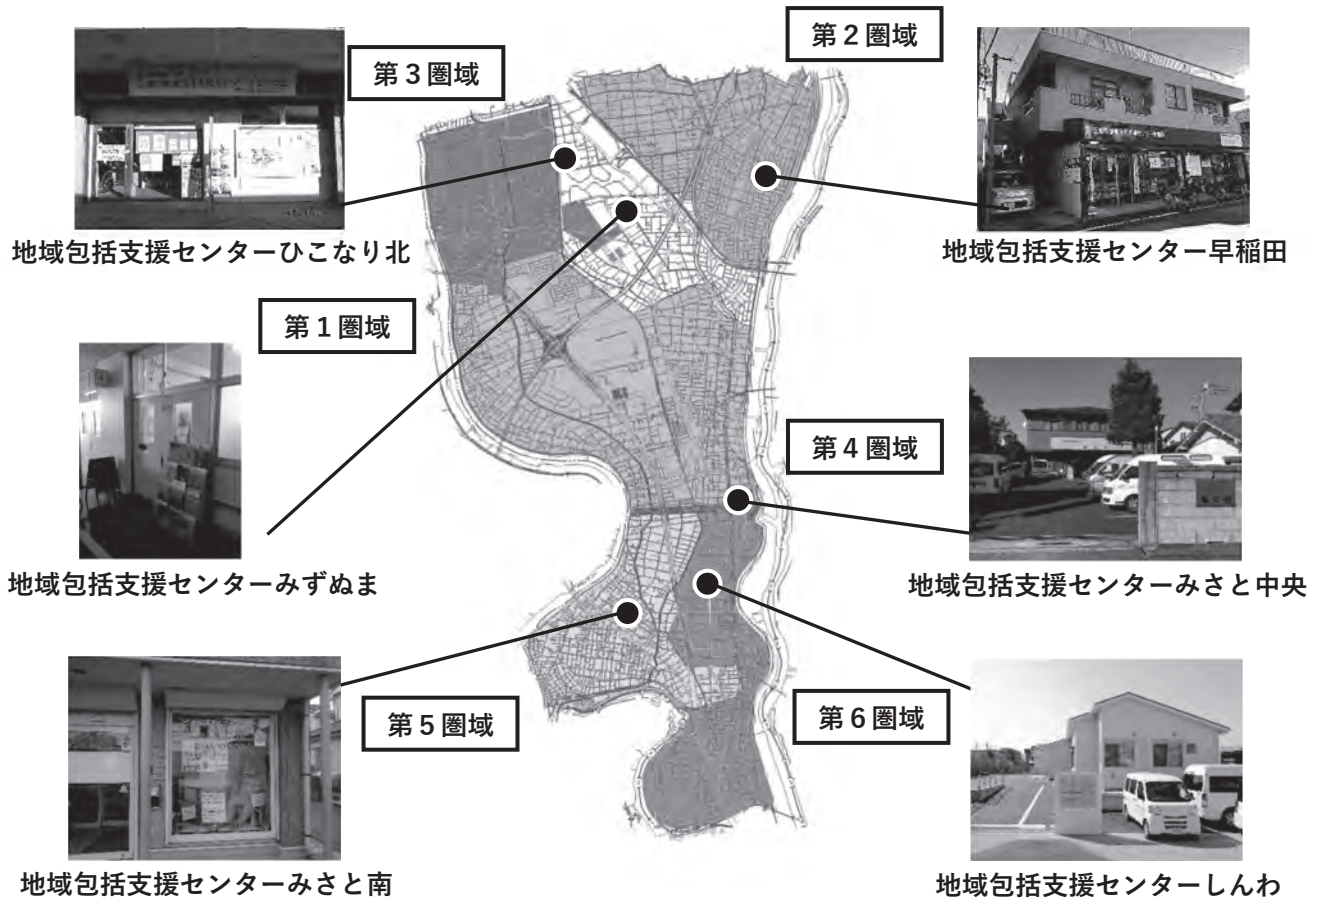 第3圏域
第2圏域
地域包括支援センターひこなり北
地域包括支援センター早稲田
第1圏域
第4圏域
地域包括支援センターみずぬま
地域包括支援センターみさと中央
第5圏域
第6圏域
地域包括支援センターみさと南
地域包括支援センターしんわ